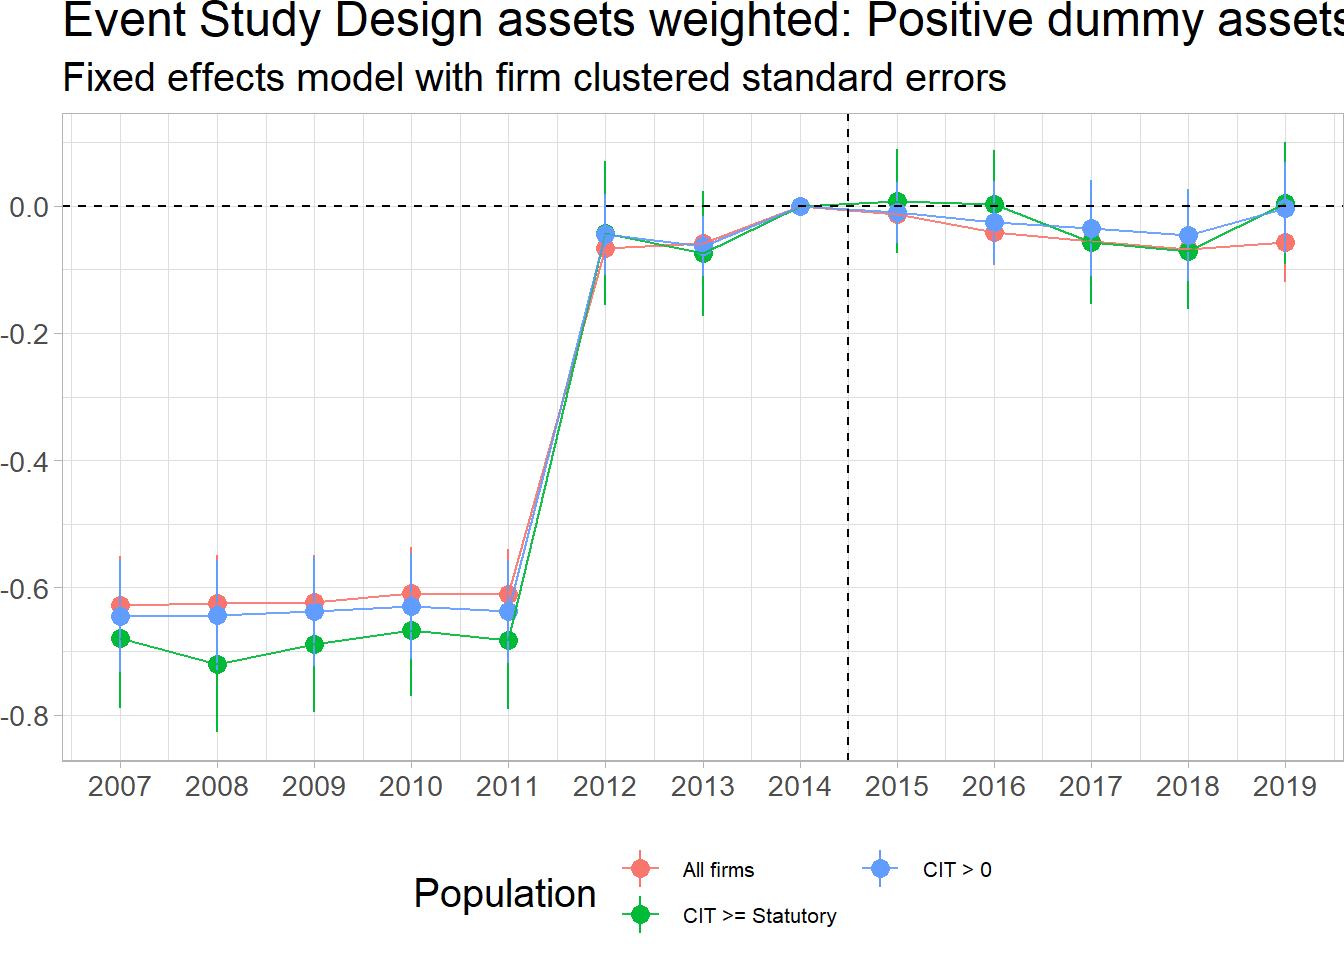 Event Study Design assets weighted: Positive dummy assets
Fixed effects model with firm clustered standard errors
0.0
-0.2
-0.4
-0.6
-0.8
2007 2008 2009 2010 2011 2012 2013 2014 2015 2016 2017 2018 2019
Population
All firms
CIT >= Statutory
CIT > 0